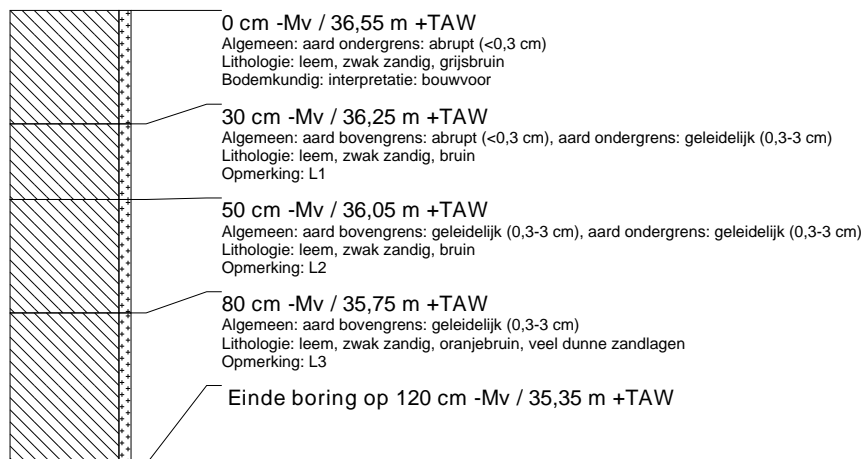 0 cm -Mv / 36,55 m +TAW
Algemeen: aard ondergrens: abrupt (<0,3 cm)
Lithologie: leem, zwak zandig, grijsbruin
Bodemkundig: interpretatie: bouwvoor
30 cm -Mv / 36,25 m +TAW
Algemeen: aard bovengrens: abrupt (<0,3 cm), aard ondergrens: geleidelijk (0,3-3 cm)
Lithologie: leem, zwak zandig, bruin
Opmerking: L1
50 cm -Mv / 36,05 m +TAW
Algemeen: aard bovengrens: geleidelijk (0,3-3 cm), aard ondergrens: geleidelijk (0,3-3 cm)
Lithologie: leem, zwak zandig, bruin
Opmerking: L2
80 cm -Mv / 35,75 m +TAW
Algemeen: aard bovengrens: geleidelijk (0,3-3 cm)
Lithologie: leem, zwak zandig, oranjebruin, veel dunne zandlagen
Opmerking: L3
Einde boring op 120 cm -Mv / 35,35 m +TAW